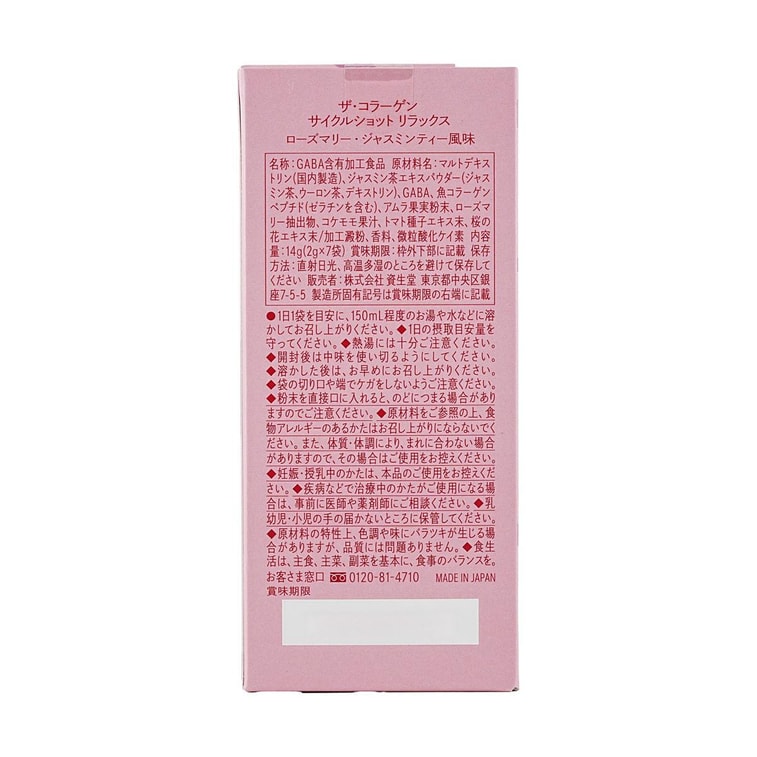 ザ・コラーゲン
サイクルショット リラックス
ローズマリー・ジャスミンティー風味
名称:GABA含有加工食品 原材料名:マルトデキス
トリン(国内製造)、ジャスミン茶エキスパウダー(ジャス
ミン茶、ウーロン茶、デキストリン)、GABA、魚コラーゲン
ペプチド(ゼラチンを含む)、アムラ果実粉末、ローズマ
リー抽出物、コケモモ果汁、トマト種子エキス末、桜の
花エキス末/加工澱粉、香料、微粒酸化ケイ素 内容
量:14g(2g×7袋) 賞味期限:枠外下部に記載 保存
方法:直射日光、高温多湿のところを避けて保存して
ください 販売者:株式会社 資生堂 東京都中央区銀
座7-5-5 製造所固有記号は賞味期限の右端に記載
●1日1袋を目安に、150mL程度のお湯や水などに溶
かしてお召し上がりください。◆1日の摂取目安量を
守ってください。◆熱湯には十分ご注意ください。
◆開封後は中味を使い切るようにしてください。
◆溶かした後は、お早めにお召し上がりください。
◆袋の切り口や端でケガをしないようご注意ください。
◆粉末を直接口に入れると、のどにつまる場合があり
ますのでご注意ください。◆原材料をご参照の上、食
物アレルギーのあるかたはお召し上がりにならないでく
ださい。また、体質・体調により、まれに合わない場合
がありますので、その場合はご使用をお控えください。
◆妊娠・授乳中のかたは、本品のご使用をお控えくだ
さい。◆疾病などで治療中のかたがご使用になる場
合は、事前に医師や薬剤師にご相談ください。◆乳
幼児・小児の手の届かないところに保管してください。
◆原材料の特性上、色調や味にバラツキが生じる場
合がありますが、品質には問題ありません。◆食生
活は、主食、主菜、副菜を基本に、食事のバランスを。
お客さま窓口 0120-81-4710 MADE IN JAPAN
賞味期限